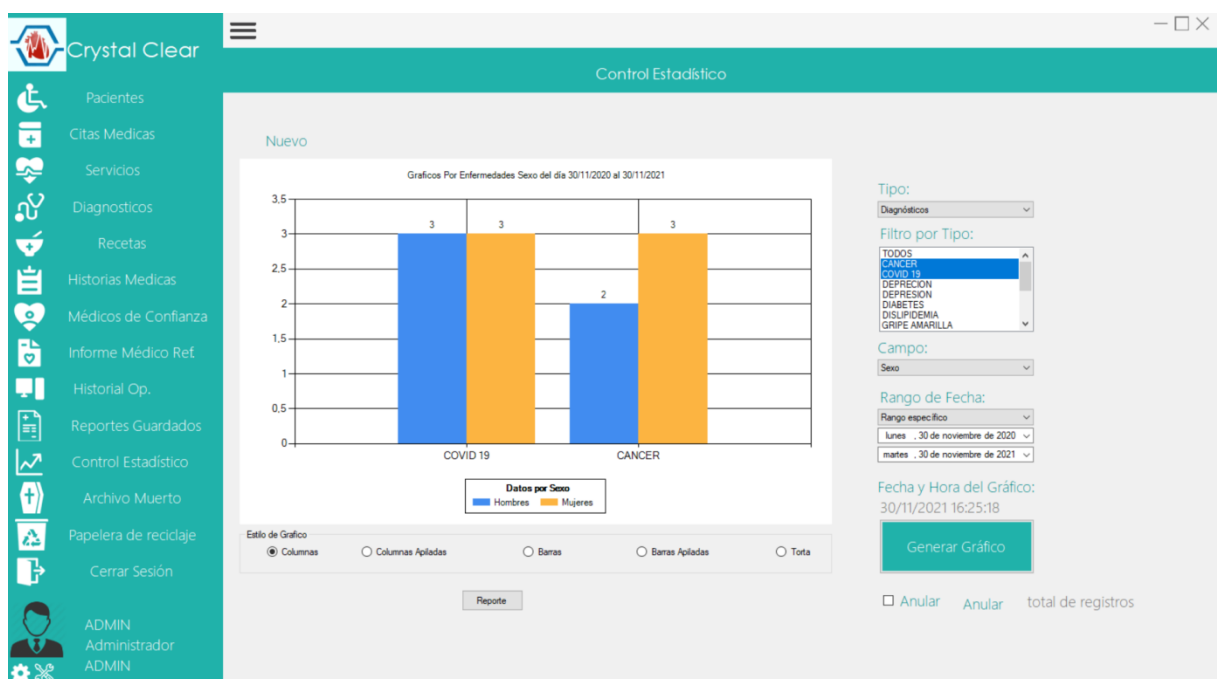 Crystal Clear
Pacientes
Citas Medicas
Servicios
Diagnosticos
Recetas
Historias Medicas
Médicos de Confianza
Informe Médico Ref.
Historial Op.
Reportes Guardados
Control Estadístico
Archivo Muerto
Papelera de reciclaje
Cerrar Sesión
ADMIN
Administrador
ADMIN
Control Estadístico
Nuevo
Graficos Por Enfermedades Sexo del día 30/11/2020 al 30/11/2021
3.5
3
2.5
2
1.5
1
0.5
0
3
3
2
3
COVID 19
CANCER
Datos por Sexo
Hombres
Mujeres
Estilo de Grafico
Columnas
Columnas Apiladas
Barras
Barras Apiladas
Torta
Reporte
Tipo:
Diagnósticos
Filtro por Tipo:
TODOS
CANCER
COVID 19
DEPRECION
DEPRESION
DIABETES
DISLIPIDEMIA
GRIPE AMARILLA
Campo:
Sexo
Rango de Fecha:
Rango específico
lunes , 30 de noviembre de 2020
martes , 30 de noviembre de 2021
Fecha y Hora del Gráfico:
30/11/2021 16:25:18
Generar Gráfico
Anular
Anular
total de registros